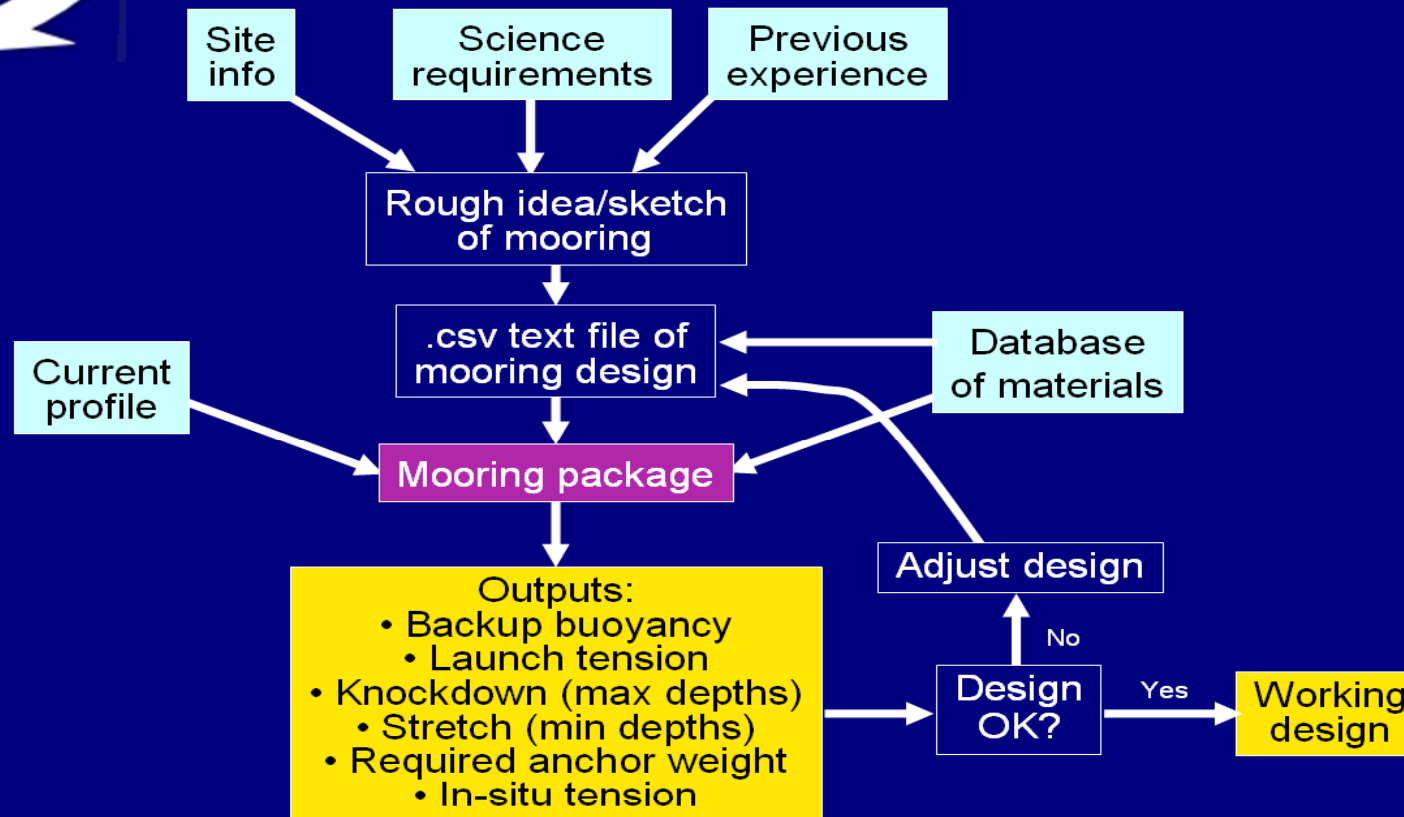 Site
info
Science
requirements
Previous
experience
Rough idea/sketch
of mooring
.csv text file of
mooring design
Database
of materials
Current
profile
Mooring package
Outputs:
• Backup buoyancy
• Launch tension
• Knockdown (max depths)
• Stretch (min depths)
• Required anchor weight
• In-situ tension
Adjust design
No
Design
OK?
Yes
Working
design